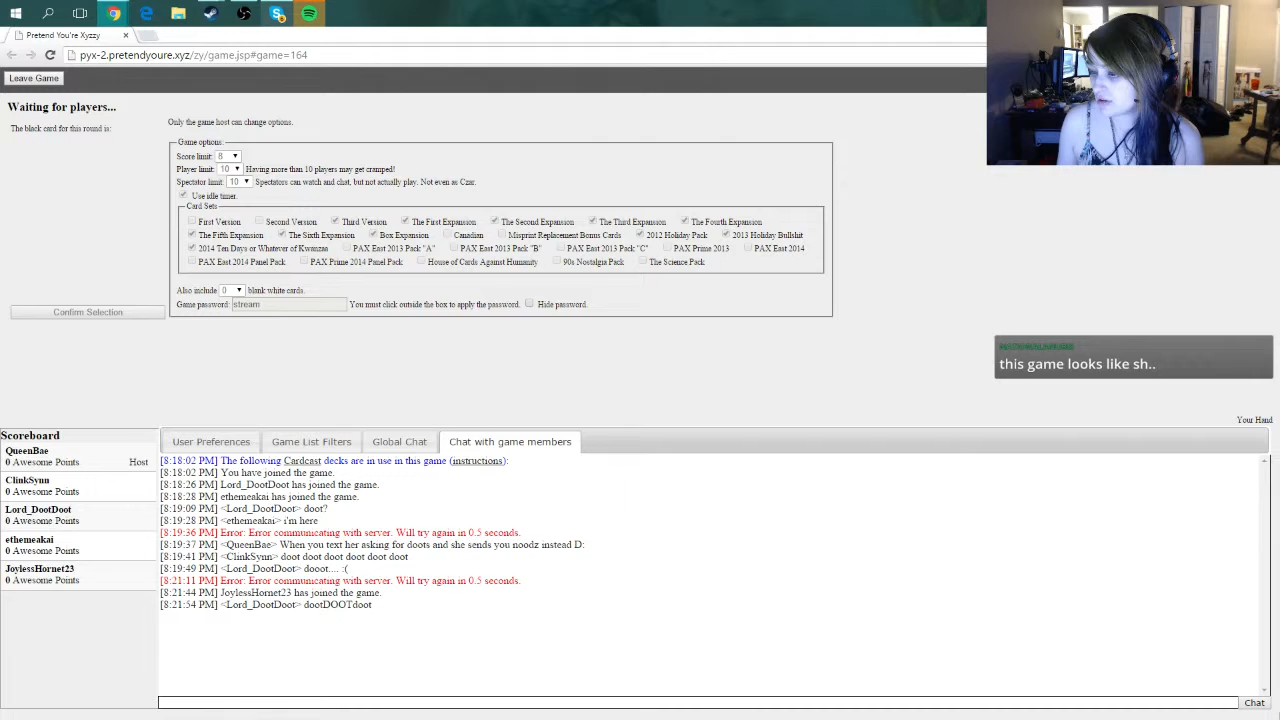 Pretend You're Xyzzy
pyx-2.pretendyoure.xyz/zy/game.jsp#game=164
Leave Game
Waiting for players...
The black card for this round is:
Only the game host can change options.
Game options:
Score limit: 8
Player limit: 10 Having more than 10 players may get cramped!
Spectator limit: 10 Spectators can watch and chat, but not actually play. Not even as Czar.
Use idle timer.
Card Sets
First Version Second Version Third Version The First Expansion The Second Expansion The Third Expansion The Fourth Expansion
The Fifth Expansion The Sixth Expansion Box Expansion Canadian Misprint Replacement Bonus Cards 2012 Holiday Pack 2013 Holiday Bullshit
2014 Ten Days or Whatever of Kwanzaa PAX East 2013 Pack "A" PAX East 2013 Pack "B" PAX East 2013 Pack "C" PAX Prime 2013 PAX East 2014
PAX East 2014 Panel Pack PAX Prime 2014 Panel Pack House of Cards Against Humanity 90s Nostalgia Pack The Science Pack
Also include 0 blank white cards.
Game password: stream You must click outside the box to apply the password. Hide password.
Confirm Selection
this game looks like sh..
Your Hand
Scoreboard
QueenBae
0 Awesome Points Host
ClinkSynn
0 Awesome Points
Lord_DootDoot
0 Awesome Points
ethemeakai
0 Awesome Points
JoylessHornet23
0 Awesome Points
User Preferences Game List Filters Global Chat Chat with game members
[8:18:02 PM] The following Cardcast decks are in use in this game (instructions):
[8:18:02 PM] You have joined the game.
[8:18:26 PM] Lord_DootDoot has joined the game.
[8:18:28 PM] ethemeakai has joined the game.
[8:19:09 PM] <Lord_DootDoot> doot?
[8:19:28 PM] <ethemeakai> i'm here
[8:19:36 PM] Error: Error communicating with server. Will try again in 0.5 seconds.
[8:19:37 PM] <QueenBae> When you text her asking for doots and she sends you noodz instead D:
[8:19:41 PM] <ClinkSynn> doot doot doot doot doot doot
[8:19:49 PM] <Lord_DootDoot> dooot.... :(
[8:21:11 PM] Error: Error communicating with server. Will try again in 0.5 seconds.
[8:21:44 PM] JoylessHornet23 has joined the game.
[8:21:54 PM] <Lord_DootDoot> dootDOOTdoot
Chat